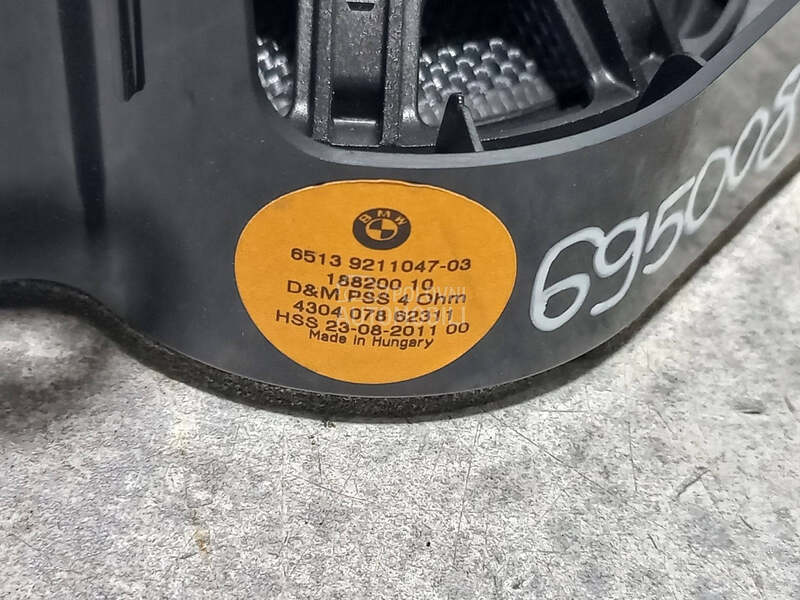 BMW
6513 9211047-03
188200 10
D&M PSS 4 Ohm
4304 078 62311
HSS 23-08-2011 00
Made in Hungary
695008